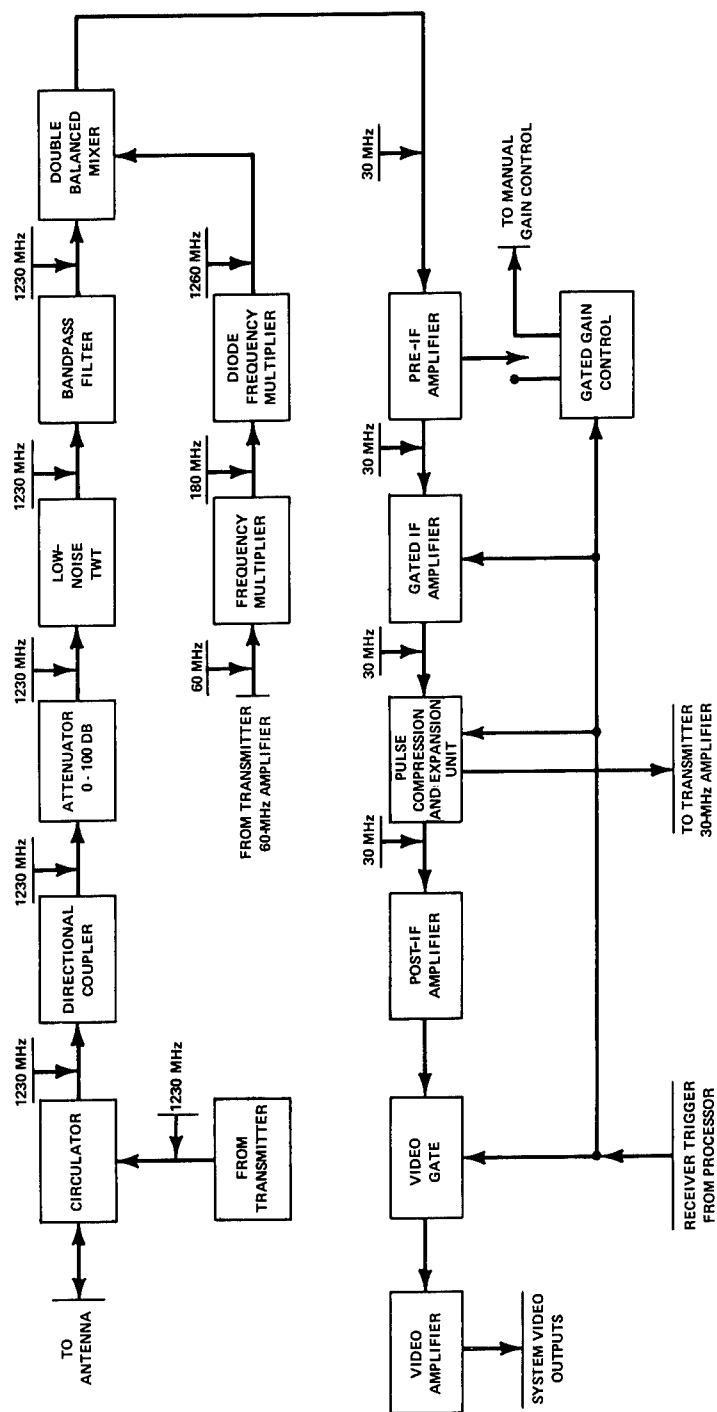 TO
ANTENNA
CIRCULATOR
1230 MHz
FROM
TRANSMITTER
1230 MHz
DIRECTIONAL
COUPLER
1230 MHz
ATTENUATOR
0 - 100 DB
1230 MHz
LOW-
NOISE
TWT
1230 MHz
BANDPASS
FILTER
1230 MHz
DOUBLE
BALANCED
MIXER
FROM TRANSMITTER
60-MHz AMPLIFIER
60 MHz
FREQUENCY
MULTIPLIER
180 MHz
DIODE
FREQUENCY
MULTIPLIER
1260 MHz
30 MHz
PRE-IF
AMPLIFIER
30 MHz
GATED IF
AMPLIFIER
30 MHz
PULSE
COMPRESSION
AND EXPANSION
UNIT
30 MHz
POST-IF
AMPLIFIER
VIDEO
GATE
VIDEO
AMPLIFIER
TO MANUAL
GAIN CONTROL
GATED GAIN
CONTROL
TO TRANSMITTER
30-MHz AMPLIFIER
RECEIVER TRIGGER
FROM PROCESSOR
SYSTEM VIDEO
OUTPUTS